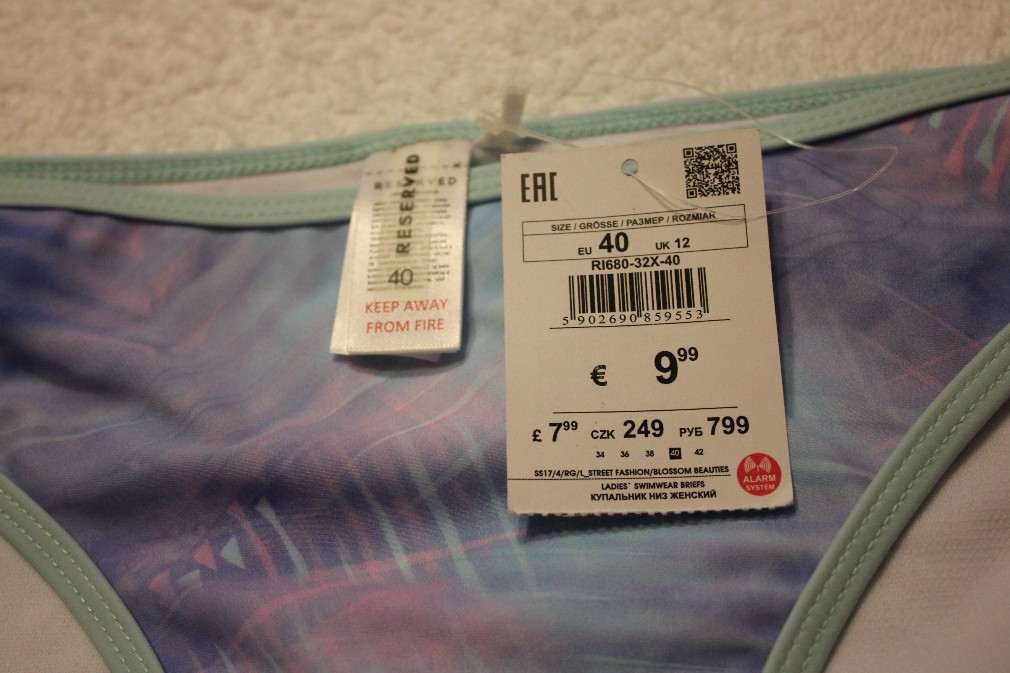 RESERVED
RESERVED
40
KEEP AWAY
FROM FIRE
EAC
SIZE / GRÖSSE / РАЗМЕР / ROZMIAR
EU 40 UK 12
RI680-32X-40
5 902690 859553
€ 9.99
£ 7.99 CZK 249 РУБ 799
34 36 38 40 42
SS17/4/RG/L_STREET FASHION/BLOSSOM BEAUTIES
LADIES' SWIMWEAR BRIEFS
КУПАЛЬНИК НИЗ ЖЕНСКИЙ
ALARM
SYSTEM